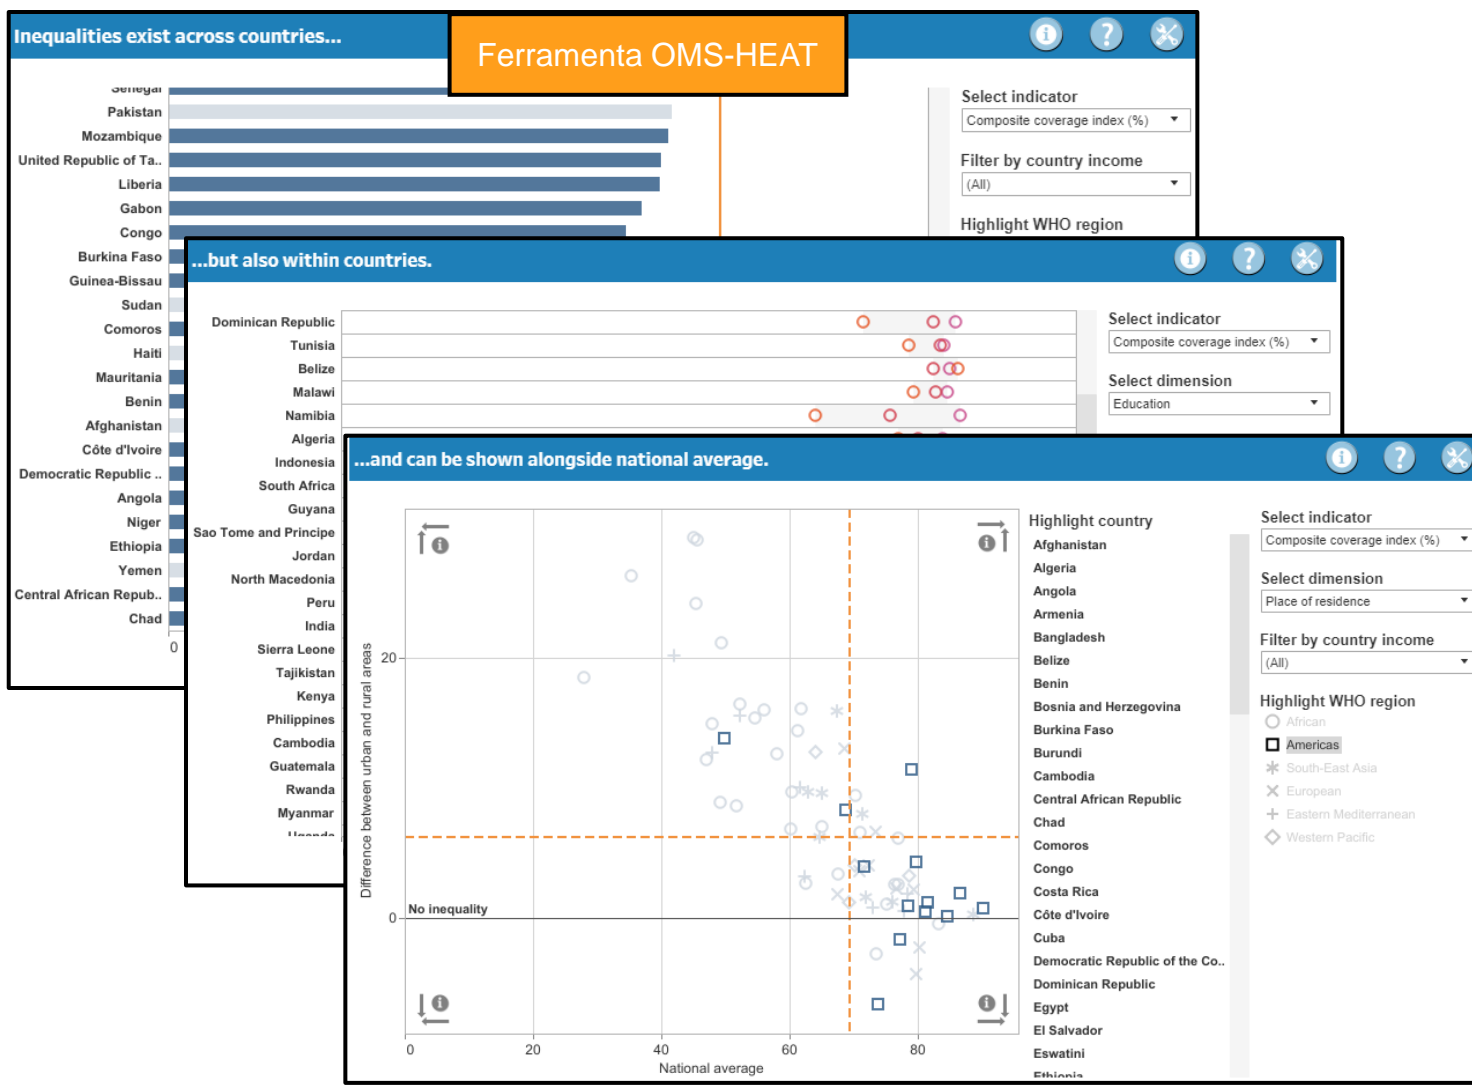 Inequalities exist across countries...
Ferramenta OMS-HEAT
Senegal
Pakistan
Mozambique
United Republic of Ta..
Liberia
Gabon
Congo
Burkina Faso
Guinea-Bissau
Sudan
Comoros
Haiti
Mauritania
Benin
Afghanistan
Côte d'Ivoire
Democratic Republic ..
Angola
Niger
Ethiopia
Yemen
Central African Repub..
Chad
0
Select indicator
Composite coverage index (%)
Filter by country income
(All)
Highlight WHO region
...but also within countries.
Dominican Republic
Tunisia
Belize
Malawi
Namibia
Algeria
Indonesia
South Africa
Guyana
Sao Tome and Principe
Jordan
North Macedonia
Peru
India
Sierra Leone
Tajikistan
Kenya
Philippines
Cambodia
Guatemala
Rwanda
Myanmar
Uganda
Select indicator
Composite coverage index (%)
Select dimension
Education
...and can be shown alongside national average.
Difference between urban and rural areas
20
0
No inequality
0
20
40
60
80
National average
Highlight country
Afghanistan
Algeria
Angola
Armenia
Bangladesh
Belize
Benin
Bosnia and Herzegovina
Burkina Faso
Burundi
Cambodia
Central African Republic
Chad
Comoros
Congo
Costa Rica
Côte d'Ivoire
Cuba
Democratic Republic of the Co..
Dominican Republic
Egypt
El Salvador
Eswatini
Ethiopia
Select indicator
Composite coverage index (%)
Select dimension
Place of residence
Filter by country income
(All)
Highlight WHO region
African
Americas
South-East Asia
European
Eastern Mediterranean
Western Pacific